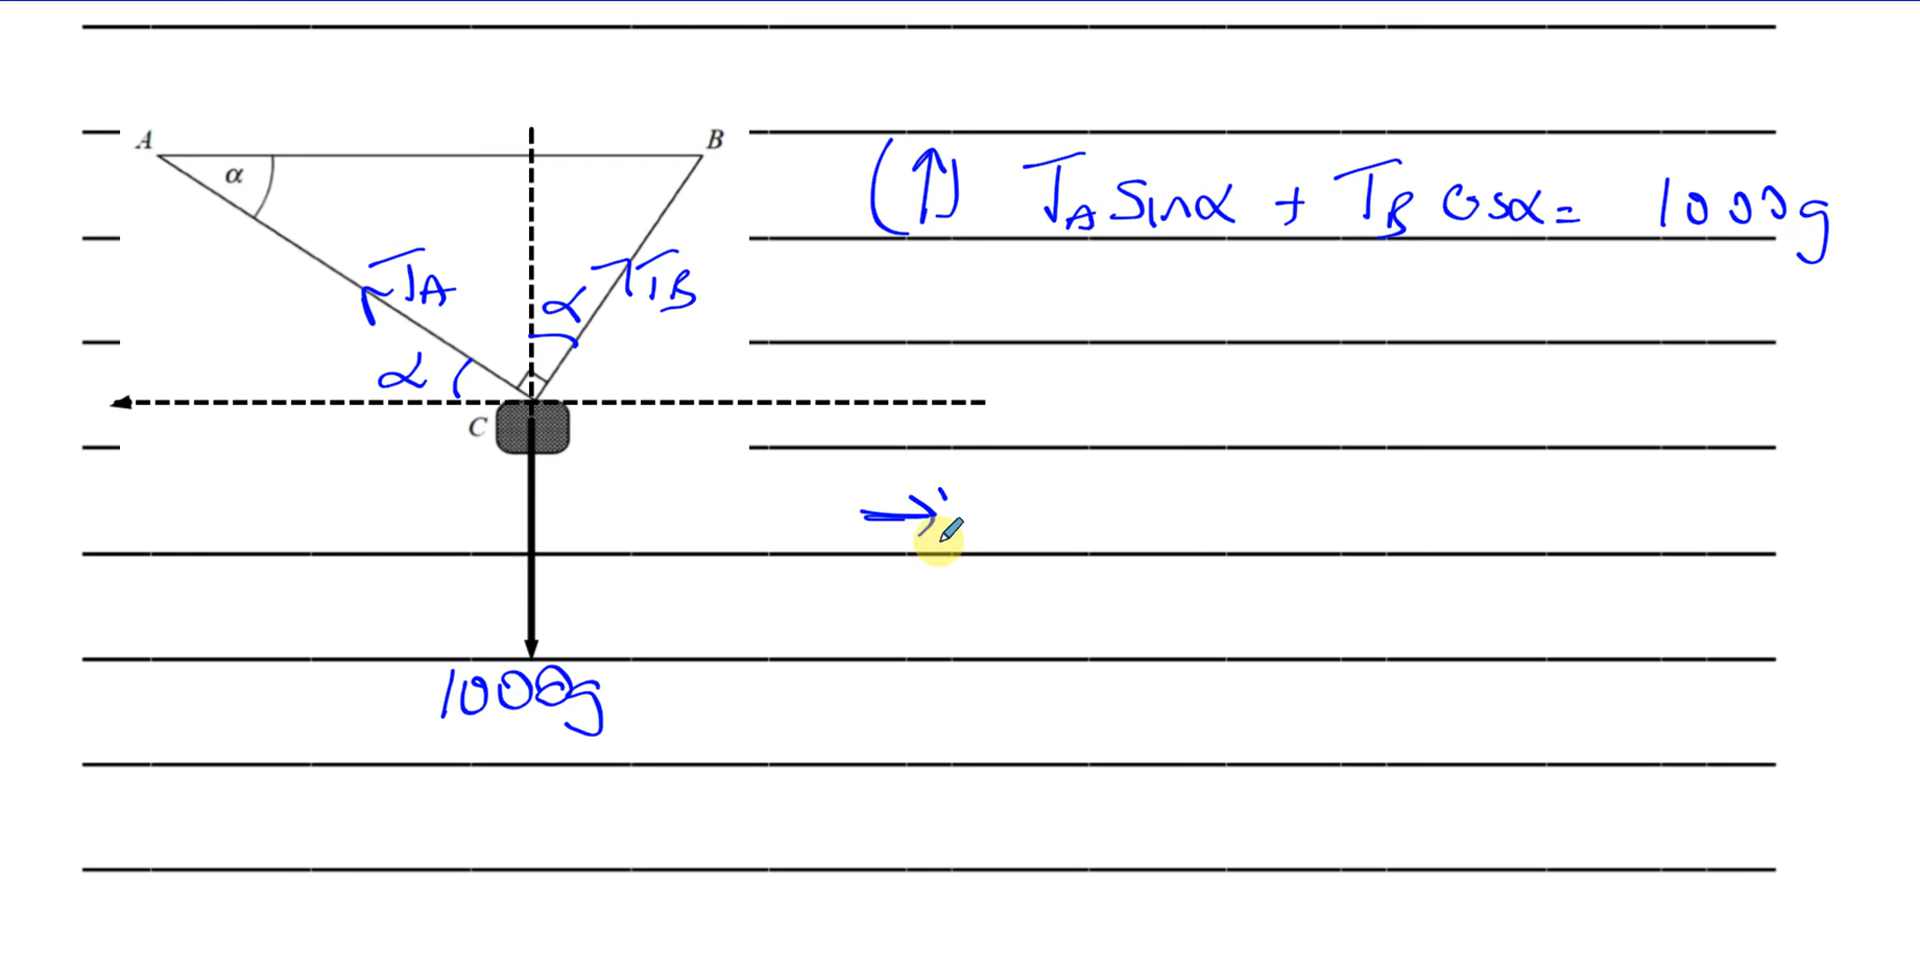 A B
α
(↑) T_A Sinα + T_B Cosα = 1000g
T_A α T_B
α
C
→
1000g